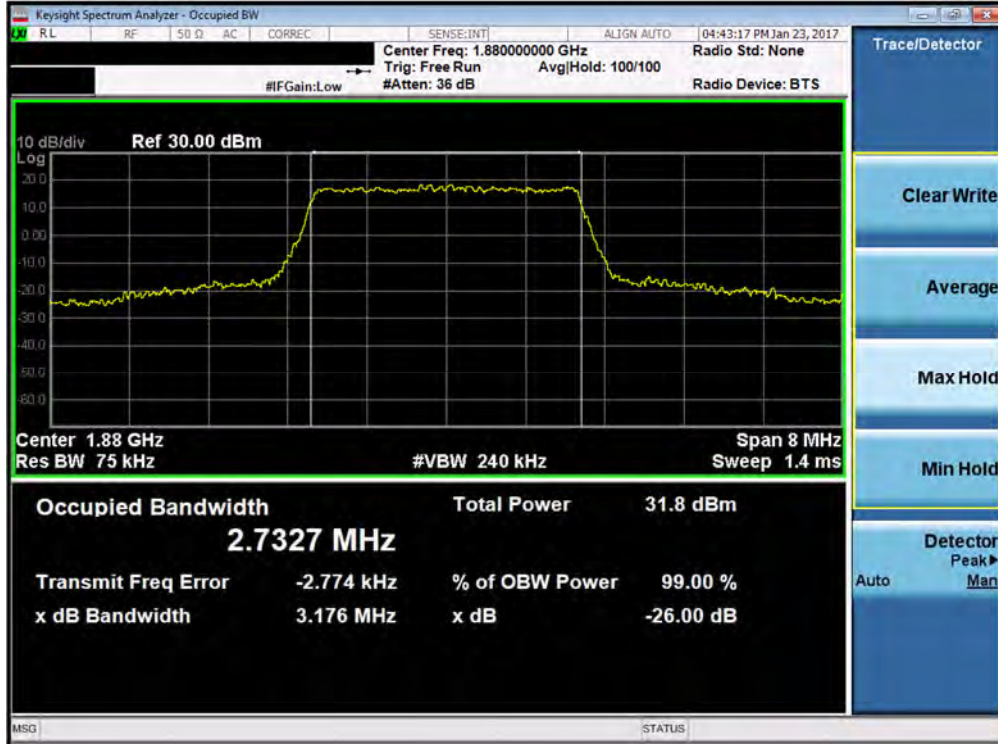 Keysight Spectrum Analyzer - Occupied BW
LXI RL RF 50 Ω AC CORREC SENSE:INT ALIGN AUTO 04:43:17 PM Jan 23, 2017
Center Freq: 1.880000000 GHz Radio Std: None
Trig: Free Run Avg|Hold: 100/100
#IFGain:Low #Atten: 36 dB Radio Device: BTS
Trace/Detector
10 dB/div Ref 30.00 dBm
Log
20.0
10.0
0.00
-10.0
-20.0
-30.0
-40.0
-50.0
-60.0
Center 1.88 GHz Span 8 MHz
Res BW 75 kHz #VBW 240 kHz Sweep 1.4 ms
Occupied Bandwidth Total Power 31.8 dBm
2.7327 MHz
Transmit Freq Error -2.774 kHz % of OBW Power 99.00 %
x dB Bandwidth 3.176 MHz x dB -26.00 dB
Clear Write
Average
Max Hold
Min Hold
Detector
Peak▶
Auto Man
MSG STATUS